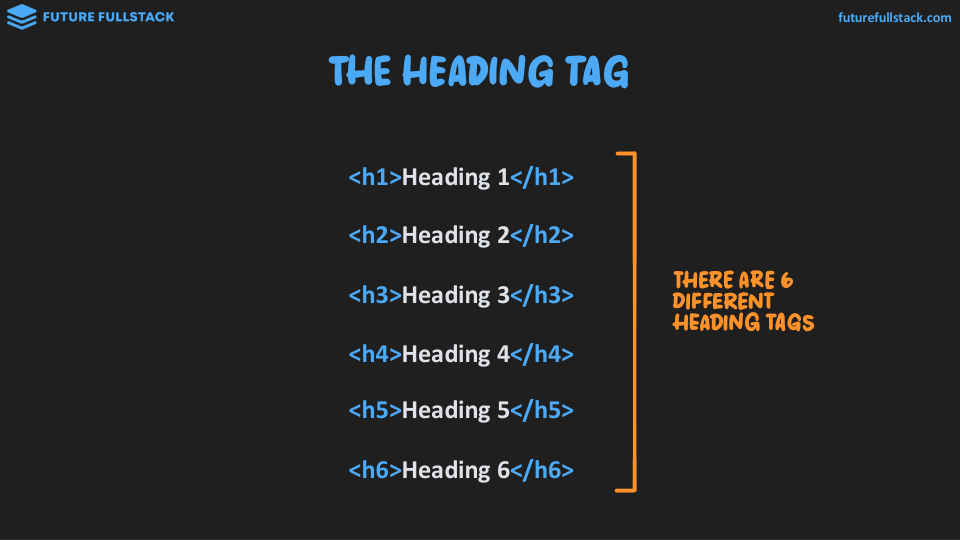 FUTURE FULLSTACK
futurefullstack.com
THE HEADING TAG
<h1>Heading 1</h1>
<h2>Heading 2</h2>
<h3>Heading 3</h3>
<h4>Heading 4</h4>
<h5>Heading 5</h5>
<h6>Heading 6</h6>
THERE ARE 6
DIFFERENT
HEADING TAGS